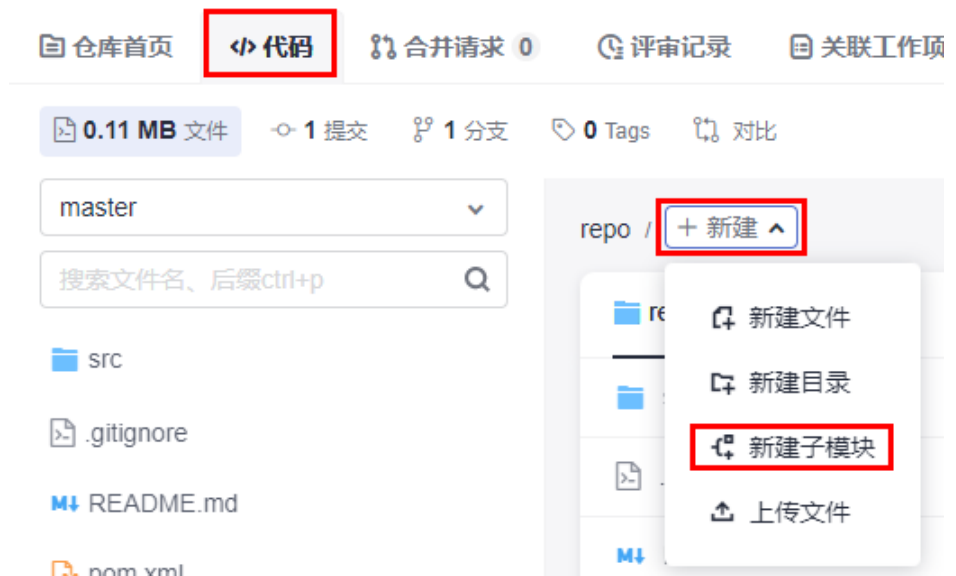 仓库首页 代码 合并请求 0 评审记录 关联工作项
0.11 MB 文件 1 提交 1 分支 0 Tags 对比
master
repo / + 新建
搜索文件名、后缀ctrl+p
re
新建文件
src
新建目录
.gitignore
新建子模块
README.md
上传文件
pom.xml